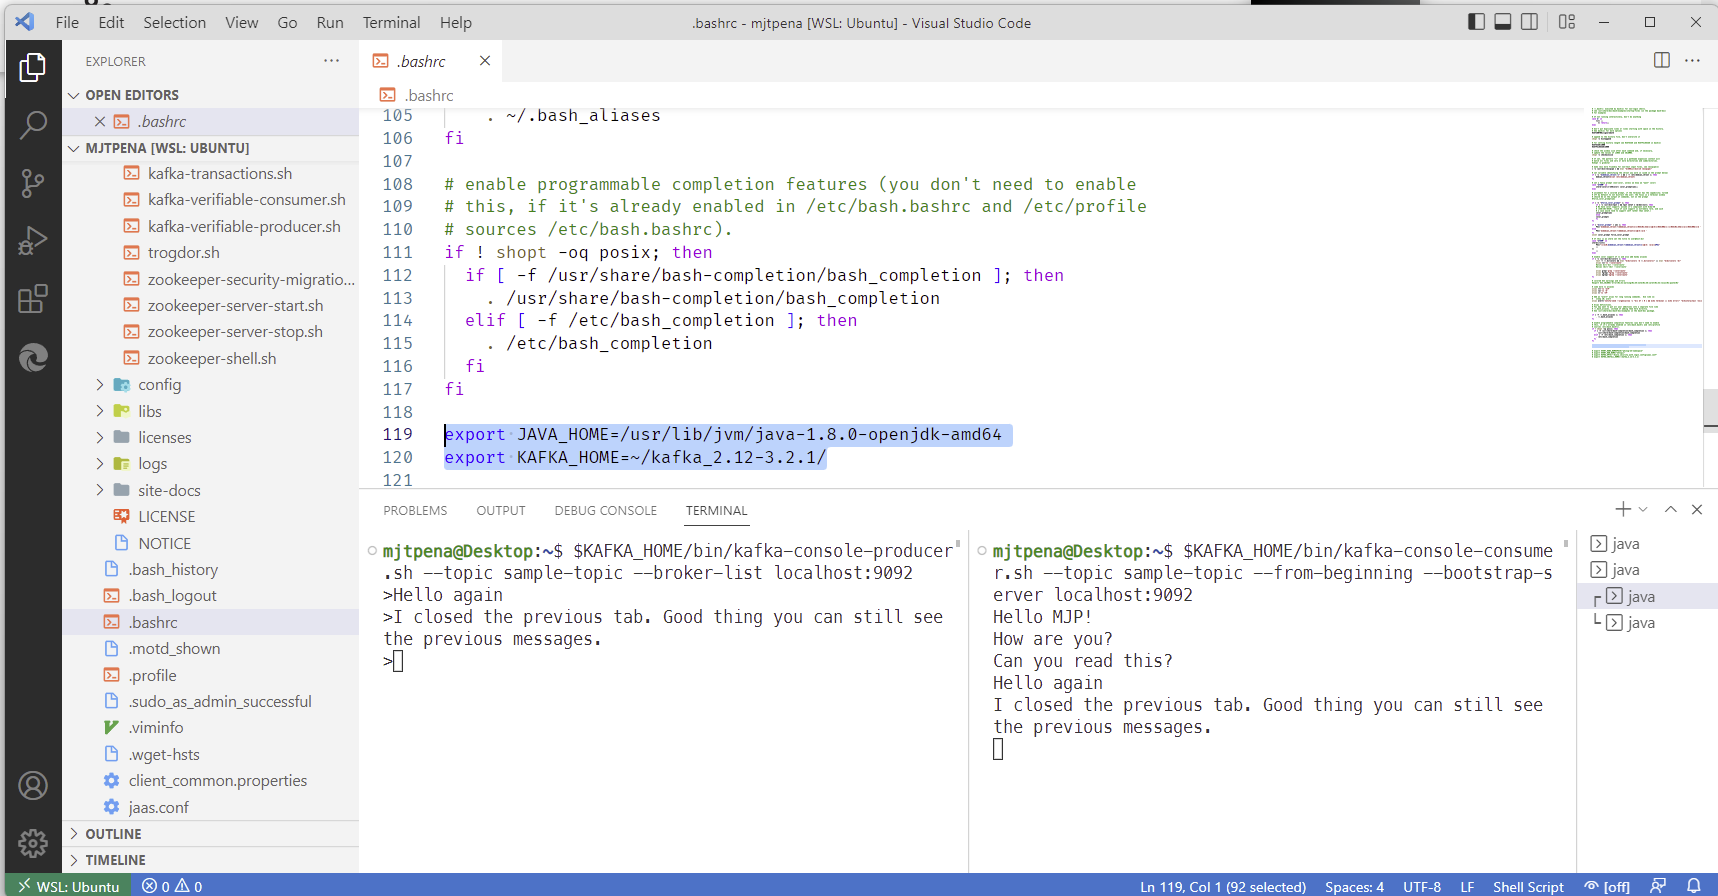 File Edit Selection View Go Run Terminal Help
.bashrc - mjtpena [WSL: Ubuntu] - Visual Studio Code
EXPLORER
OPEN EDITORS
.bashrc
MJTPENA [WSL: UBUNTU]
kafka-transactions.sh
kafka-verifiable-consumer.sh
kafka-verifiable-producer.sh
trogdor.sh
zookeeper-security-migratio...
zookeeper-server-start.sh
zookeeper-server-stop.sh
zookeeper-shell.sh
config
libs
licenses
logs
site-docs
LICENSE
NOTICE
.bash_history
.bash_logout
.bashrc
.motd_shown
.profile
.sudo_as_admin_successful
.viminfo
.wget-hsts
client_common.properties
jaas.conf
OUTLINE
TIMELINE
.bashrc
.bashrc
105 . ~/.bash_aliases
106 fi
107
108 # enable programmable completion features (you don't need to enable
109 # this, if it's already enabled in /etc/bash.bashrc and /etc/profile
110 # sources /etc/bash.bashrc).
111 if ! shopt -oq posix; then
112 if [ -f /usr/share/bash-completion/bash_completion ]; then
113 . /usr/share/bash-completion/bash_completion
114 elif [ -f /etc/bash_completion ]; then
115 . /etc/bash_completion
116 fi
117 fi
118
119 export JAVA_HOME=/usr/lib/jvm/java-1.8.0-openjdk-amd64
120 export KAFKA_HOME=~/kafka_2.12-3.2.1/
121
PROBLEMS OUTPUT DEBUG CONSOLE TERMINAL
mjtpena@Desktop:~$ $KAFKA_HOME/bin/kafka-console-producer
.sh --topic sample-topic --broker-list localhost:9092
>Hello again
>I closed the previous tab. Good thing you can still see
the previous messages.
>
mjtpena@Desktop:~$ $KAFKA_HOME/bin/kafka-console-consume
r.sh --topic sample-topic --from-beginning --bootstrap-s
erver localhost:9092
Hello MJP!
How are you?
Can you read this?
Hello again
I closed the previous tab. Good thing you can still see
the previous messages.
java
java
java
java
WSL: Ubuntu 0 0
Ln 119, Col 1 (92 selected) Spaces: 4 UTF-8 LF Shell Script [off]